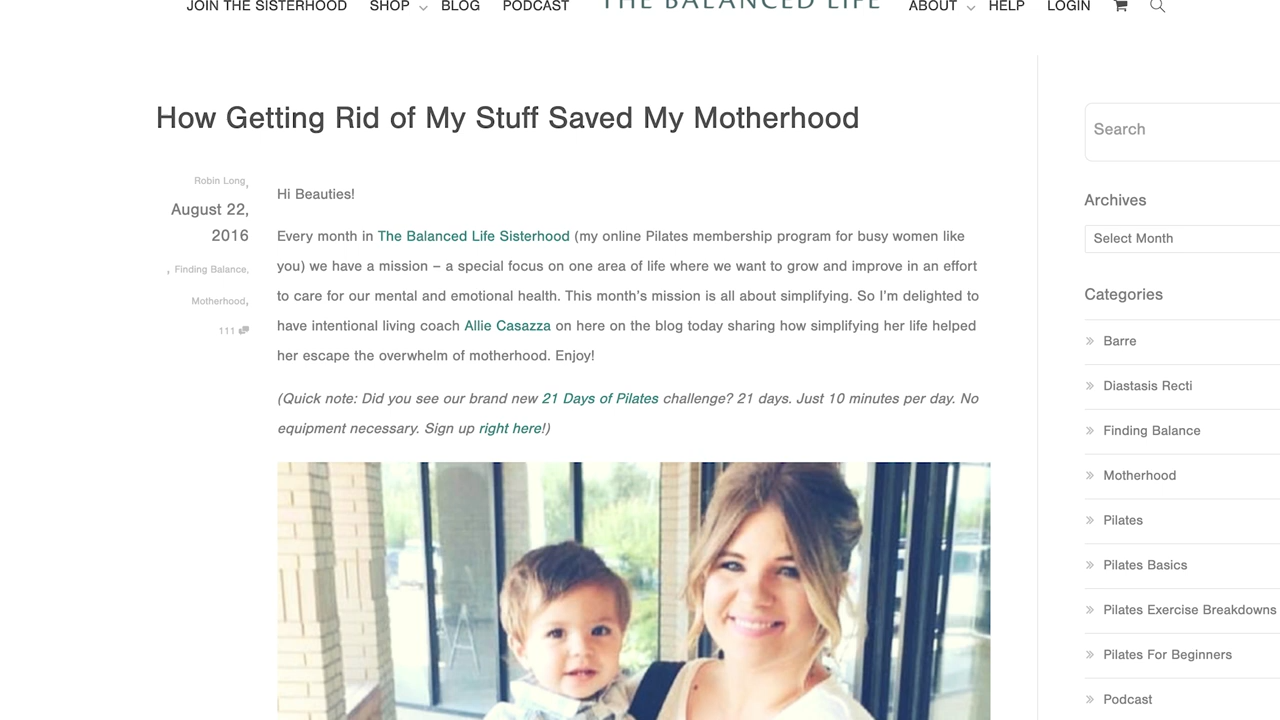 JOIN THE SISTERHOOD SHOP BLOG PODCAST THE BALANCED LIFE ABOUT HELP LOGIN
How Getting Rid of My Stuff Saved My Motherhood
Robin Long,
August 22,
2016
, Finding Balance,
Motherhood,
111
Hi Beauties!
Every month in The Balanced Life Sisterhood (my online Pilates membership program for busy women like
you) we have a mission – a special focus on one area of life where we want to grow and improve in an effort
to care for our mental and emotional health. This month's mission is all about simplifying. So I'm delighted to
have intentional living coach Allie Casazza on here on the blog today sharing how simplifying her life helped
her escape the overwhelm of motherhood. Enjoy!
(Quick note: Did you see our brand new 21 Days of Pilates challenge? 21 days. Just 10 minutes per day. No
equipment necessary. Sign up right here!)
Search
Archives
Select Month
Categories
Barre
Diastasis Recti
Finding Balance
Motherhood
Pilates
Pilates Basics
Pilates Exercise Breakdowns
Pilates For Beginners
Podcast